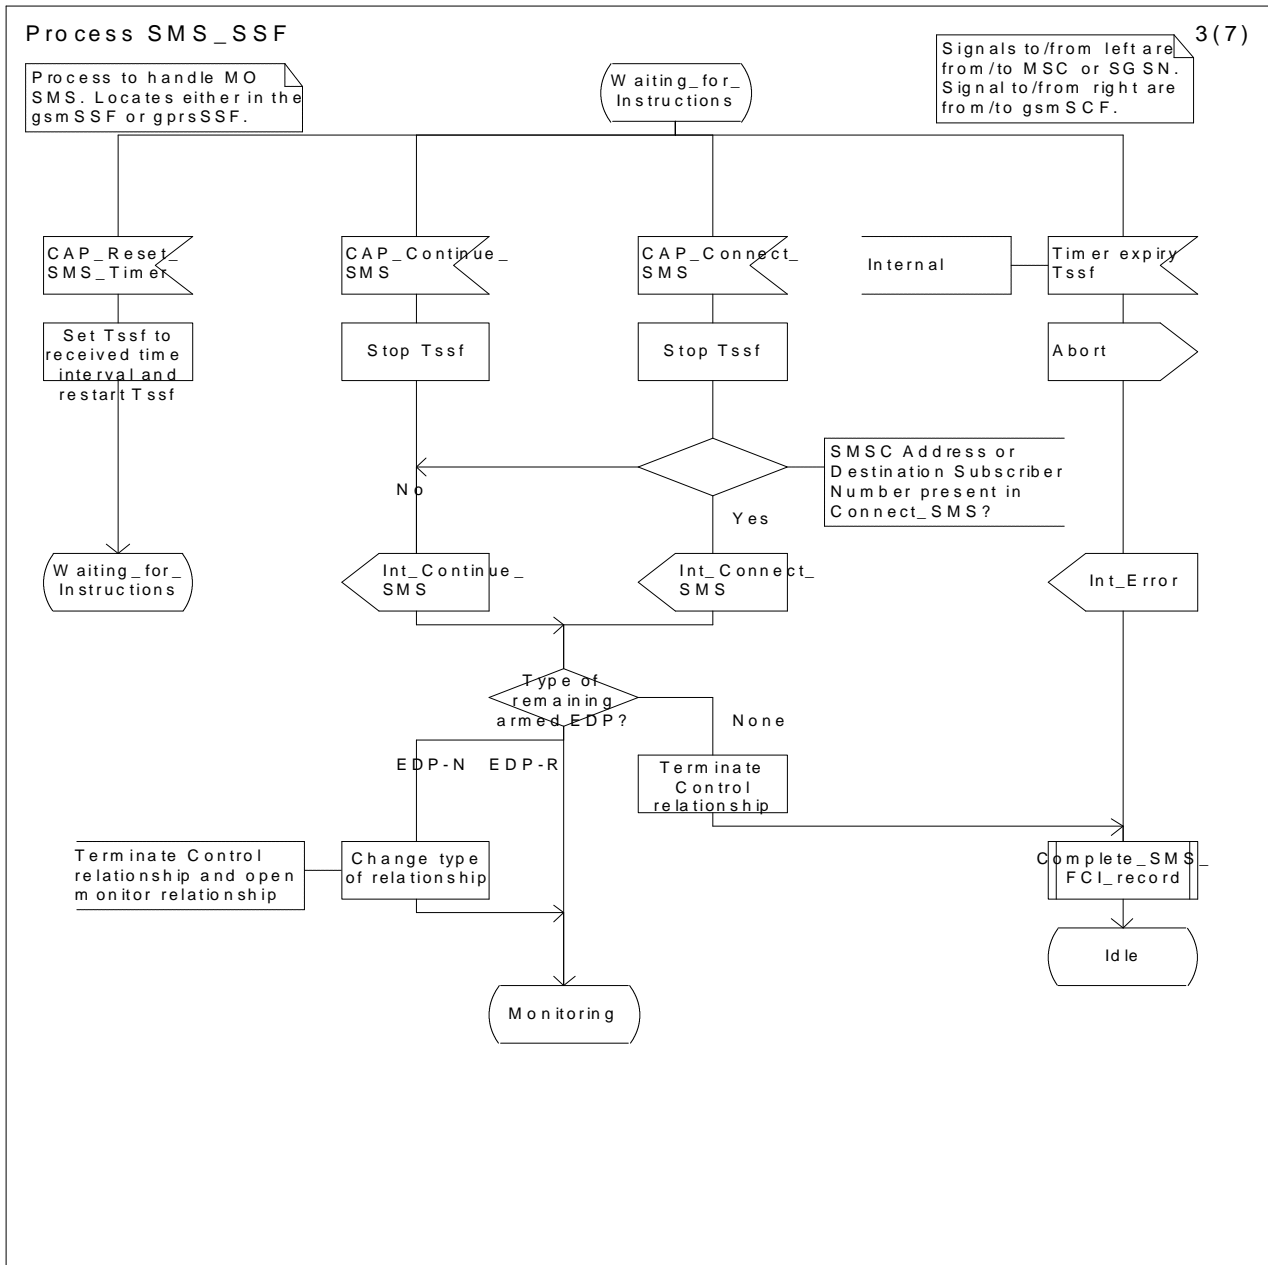 Process SMS_SSF
3(7)
Process to handle MO
SMS. Locates either in the
gsmSSF or gprsSSF.
Waiting_for_
Instructions
Signals to/from left are
from/to MSC or SGSN.
Signal to/from right are
from/to gsmSCF.
CAP_Reset_
SMS_Timer
CAP_Continue_
SMS
CAP_Connect_
SMS
Internal
Timer expiry
Tssf
Set Tssf to
received time
interval and
restart Tssf
Stop Tssf
Stop Tssf
Abort
SMSC Address or
Destination Subscriber
Number present in
Connect_SMS?
No
Yes
Waiting_for_
Instructions
Int_Continue_
SMS
Int_Connect_
SMS
Int_Error
Type of
remaining
armed EDP?
None
EDP-N
EDP-R
Terminate
Control
relationship
Terminate Control
relationship and open
monitor relationship
Change type
of relationship
Complete_SMS_
FCI_record
Idle
Monitoring